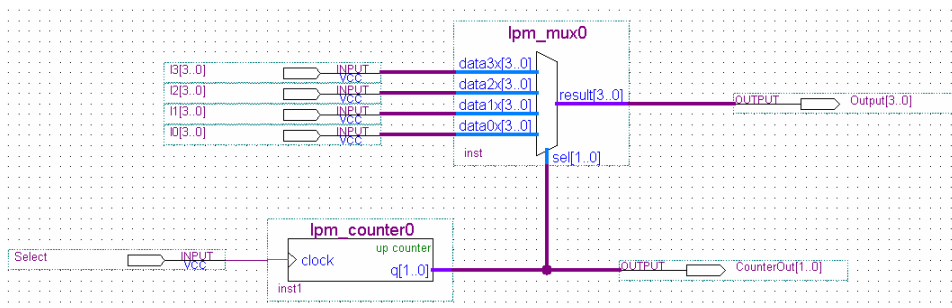 lpm_mux0
I3[3..0] INPUT VCC data3x[3..0]
I2[3..0] INPUT VCC data2x[3..0]
result[3..0] OUTPUT Output[3..0]
I1[3..0] INPUT VCC data1x[3..0]
I0[3..0] INPUT VCC data0x[3..0]
inst sel[1..0]
lpm_counter0
up counter
Select INPUT VCC clock
q[1..0] OUTPUT CounterOut[1..0]
inst1